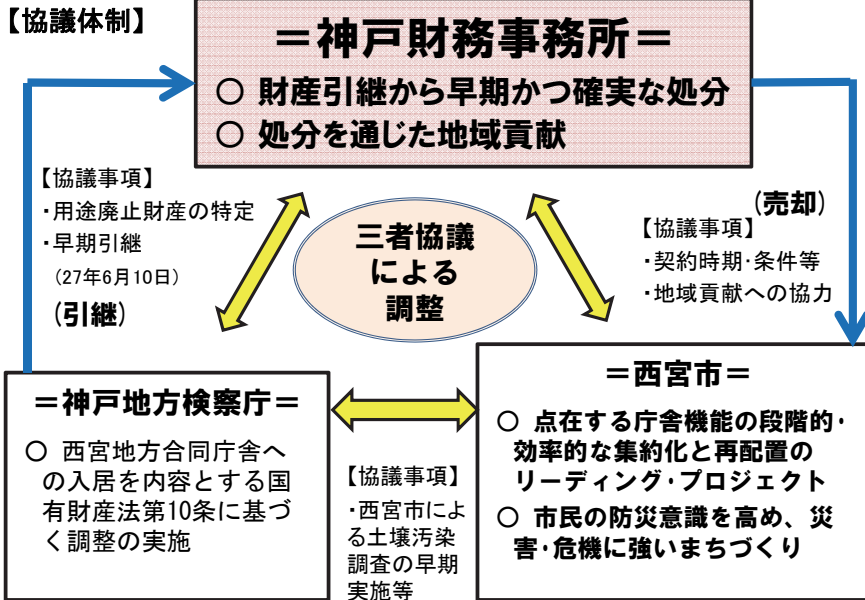 【協議体制】
=神戸財務事務所=
○ 財産引継から早期かつ確実な処分
○ 処分を通じた地域貢献
【協議事項】
・用途廃止財産の特定
・早期引継
(27年6月10日)
(引継)
三者協議
による
調整
(売却)
【協議事項】
・契約時期・条件等
・地域貢献への協力
=神戸地方検察庁=
○ 西宮地方合同庁舎へ
の入居を内容とする国
有財産法第10条に基づ
く調整の実施
【協議事項】
・西宮市によ
る土壌汚染
調査の早期
実施等
=西宮市=
○ 点在する庁舎機能の段階的・
効率的な集約化と再配置の
リーディング・プロジェクト
○ 市民の防災意識を高め、災
害・危機に強いまちづくり